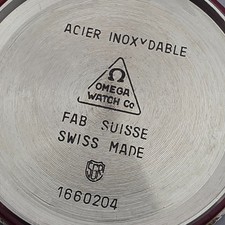 ACIER INOXYDABLE
Ω
OMEGA
WATCH Co
FAB SUISSE
SWISS MADE
1660204